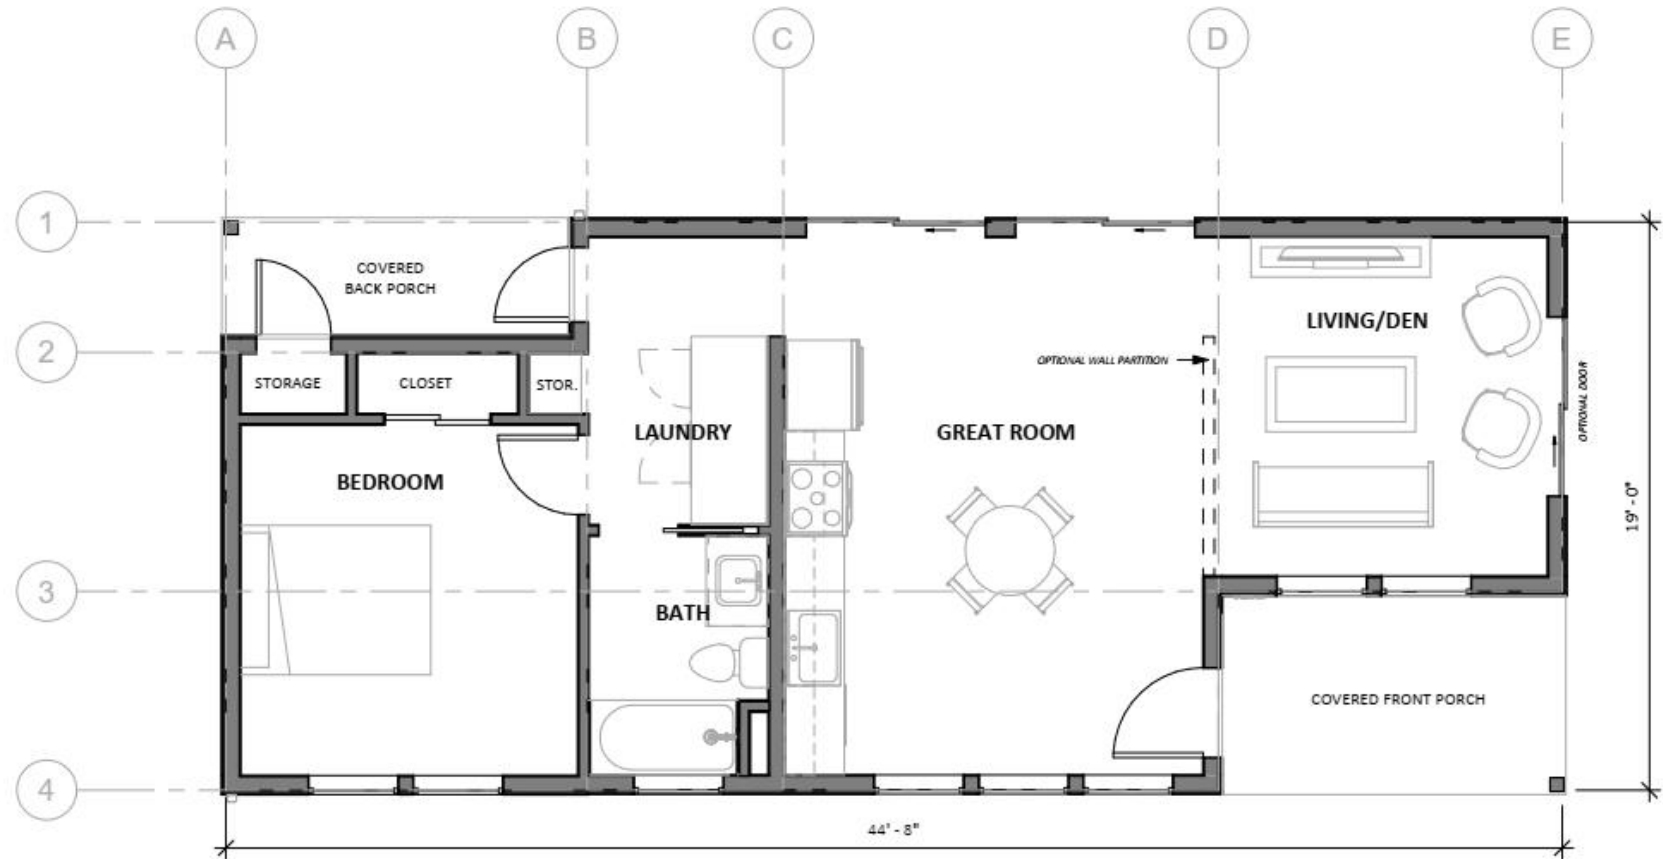 A
B
C
D
E
1
COVERED
BACK PORCH
LIVING/DEN
2
OPTIONAL WALL PARTITION
STORAGE
CLOSET
STOR.
OPTIONAL DOOR
LAUNDRY
GREAT ROOM
BEDROOM
19' - 0"
3
BATH
COVERED FRONT PORCH
4
44' - 8"